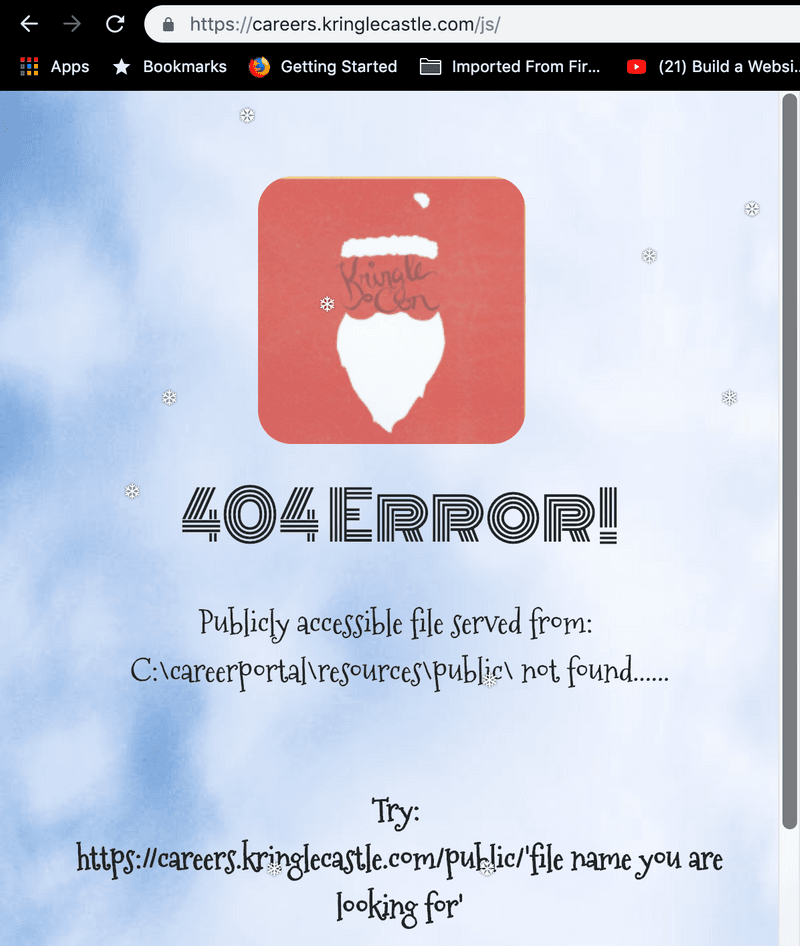 https://careers.kringlecastle.com/js/
Apps Bookmarks Getting Started Imported From Fir... (21) Build a Websi...
Kringle
Con
404 Error!
Publicly accessible file served from:
C:\careerportal\resources\public\ not found......
Try:
https://careers.kringlecastle.com/public/'file name you are
looking for'